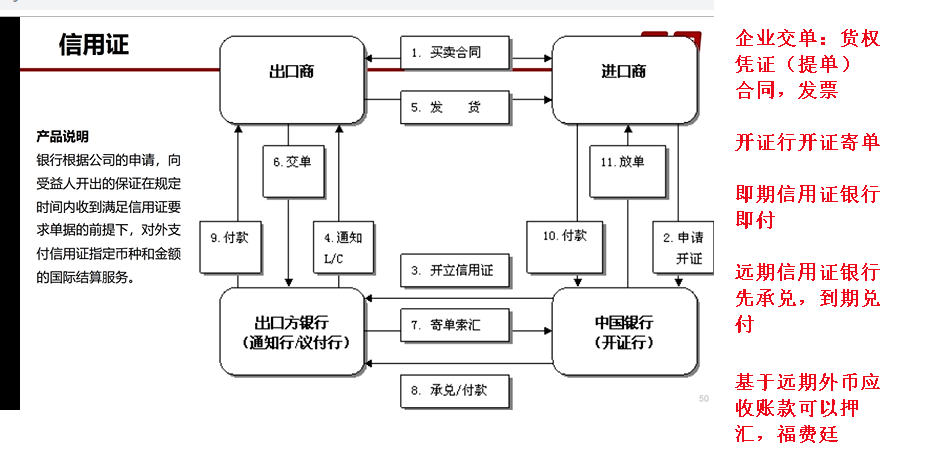 信用证
产品说明
银行根据公司的申请，向
受益人开出的保证在规定
时间内收到满足信用证要
求单据的前提下，对外支
付信用证指定币种和金额
的国际结算服务。
出口商
1. 买卖合同
进口商
5. 发 货
6.交单
11.放单
9.付款
4.通知
L/C
10.付款
2.申请
开证
3. 开立信用证
出口方银行
（通知行/议付行）
7. 寄单索汇
中国银行
（开证行）
8. 承兑/付款
50
企业交单：货权
凭证（提单）
合同，发票
开证行开证寄单
即期信用证银行
即付
远期信用证银行
先承兑，到期兑
付
基于远期外币应
收账款可以押
汇，福费廷